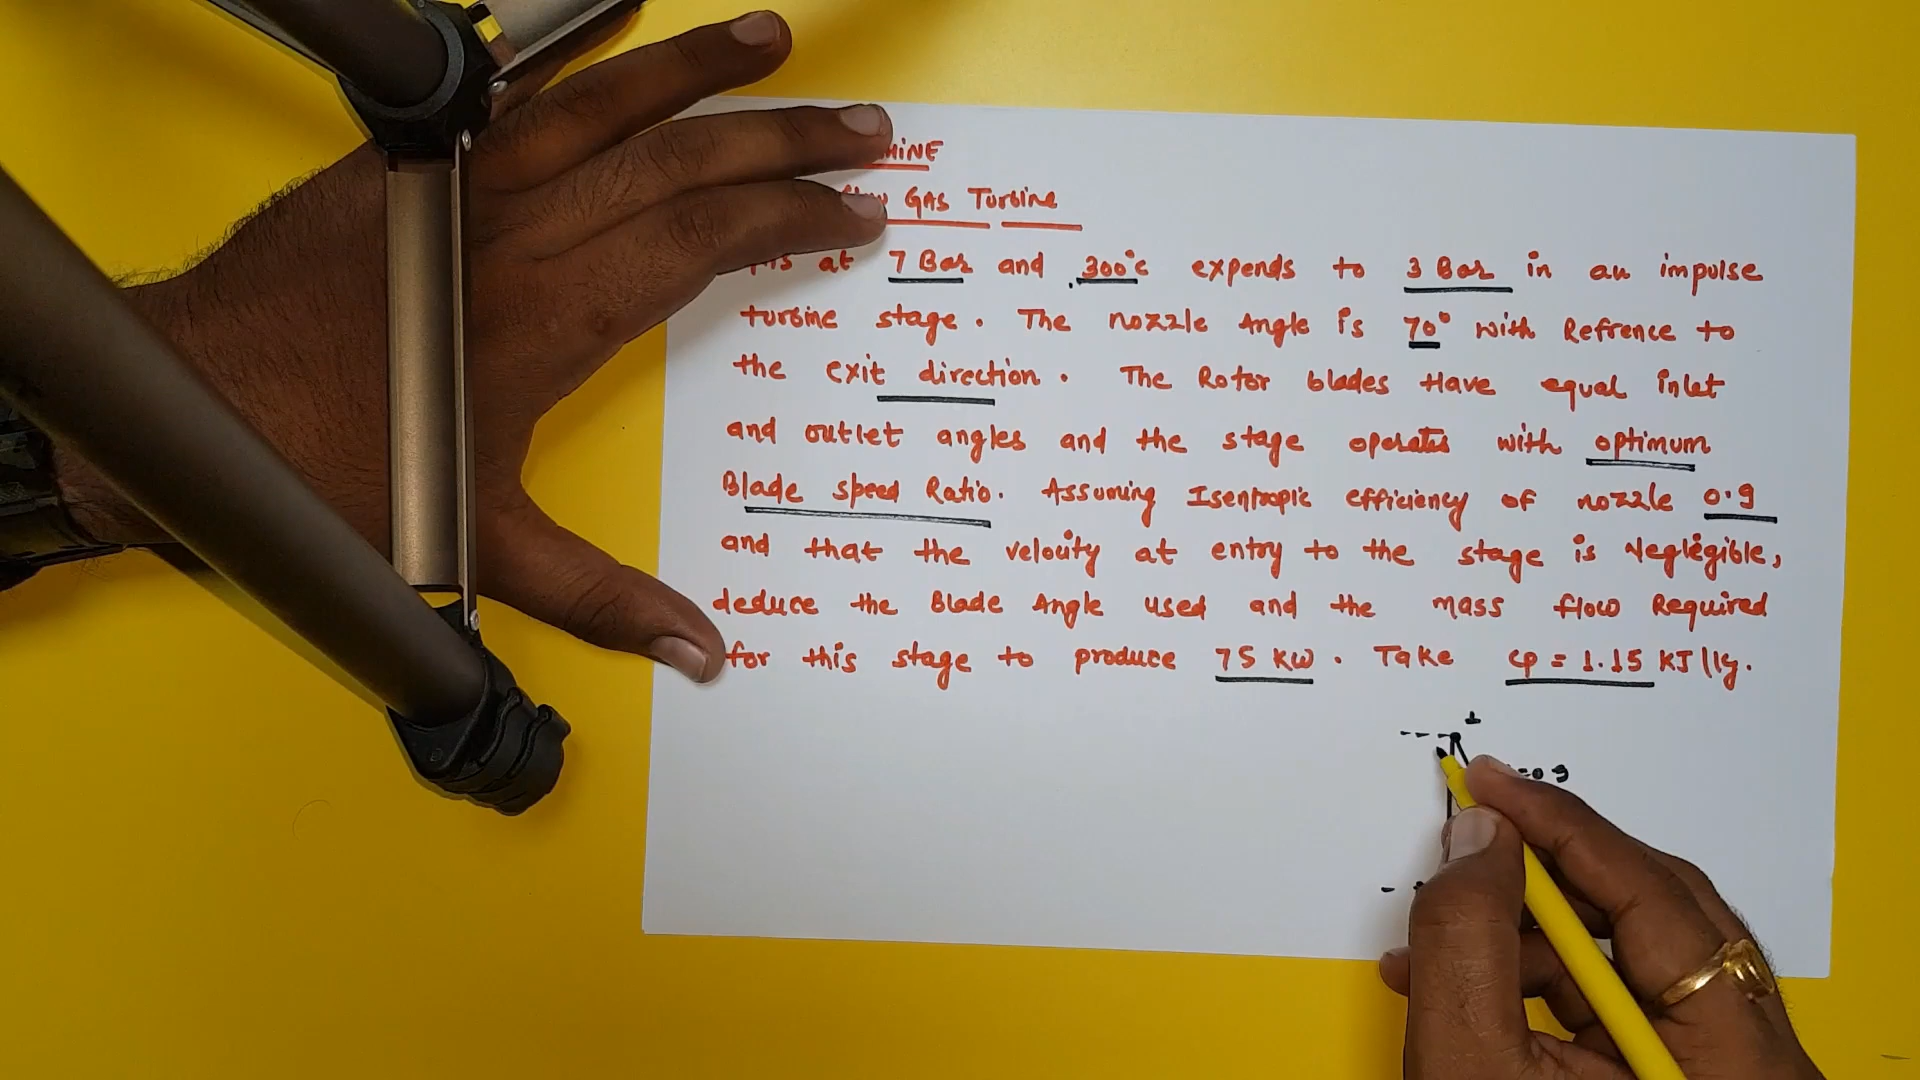 GAS Turbine
at 7 Bar and 300°c expends to 3 Bar in an impulse
turbine stage. The nozzle Angle is 70° with Refrence to
the exit direction. The Rotor blades Have equal inlet
and outlet angles and the stage operates with optimum
Blade speed Ratio. Assuming Isentropic efficiency of nozzle 0.9
and that the velocity at entry to the stage is Neglegible,
deduce the Blade Angle used and the mass flow Required
for this stage to produce 75 KW. Take Cp = 1.15 KJ/kg.
1
=0.9